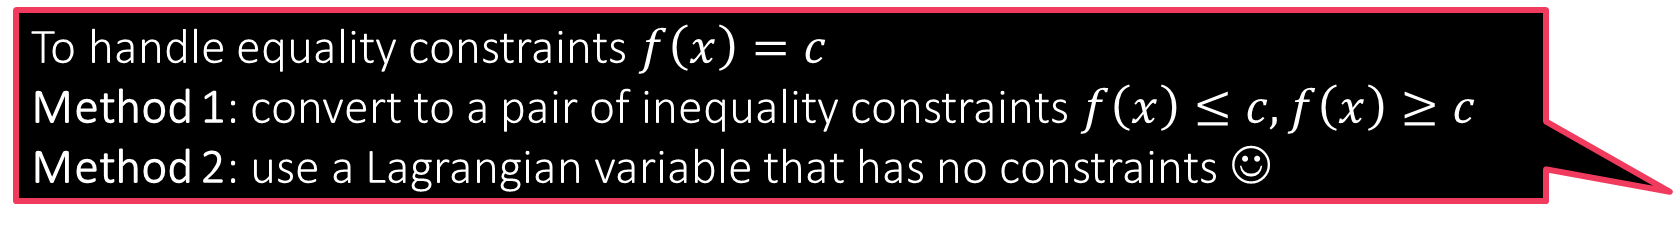 To handle equality constraints 𝑓(𝑥) = 𝑐
Method 1: convert to a pair of inequality constraints 𝑓(𝑥) ≤ 𝑐, 𝑓(𝑥) ≥ 𝑐
Method 2: use a Lagrangian variable that has no constraints ☺